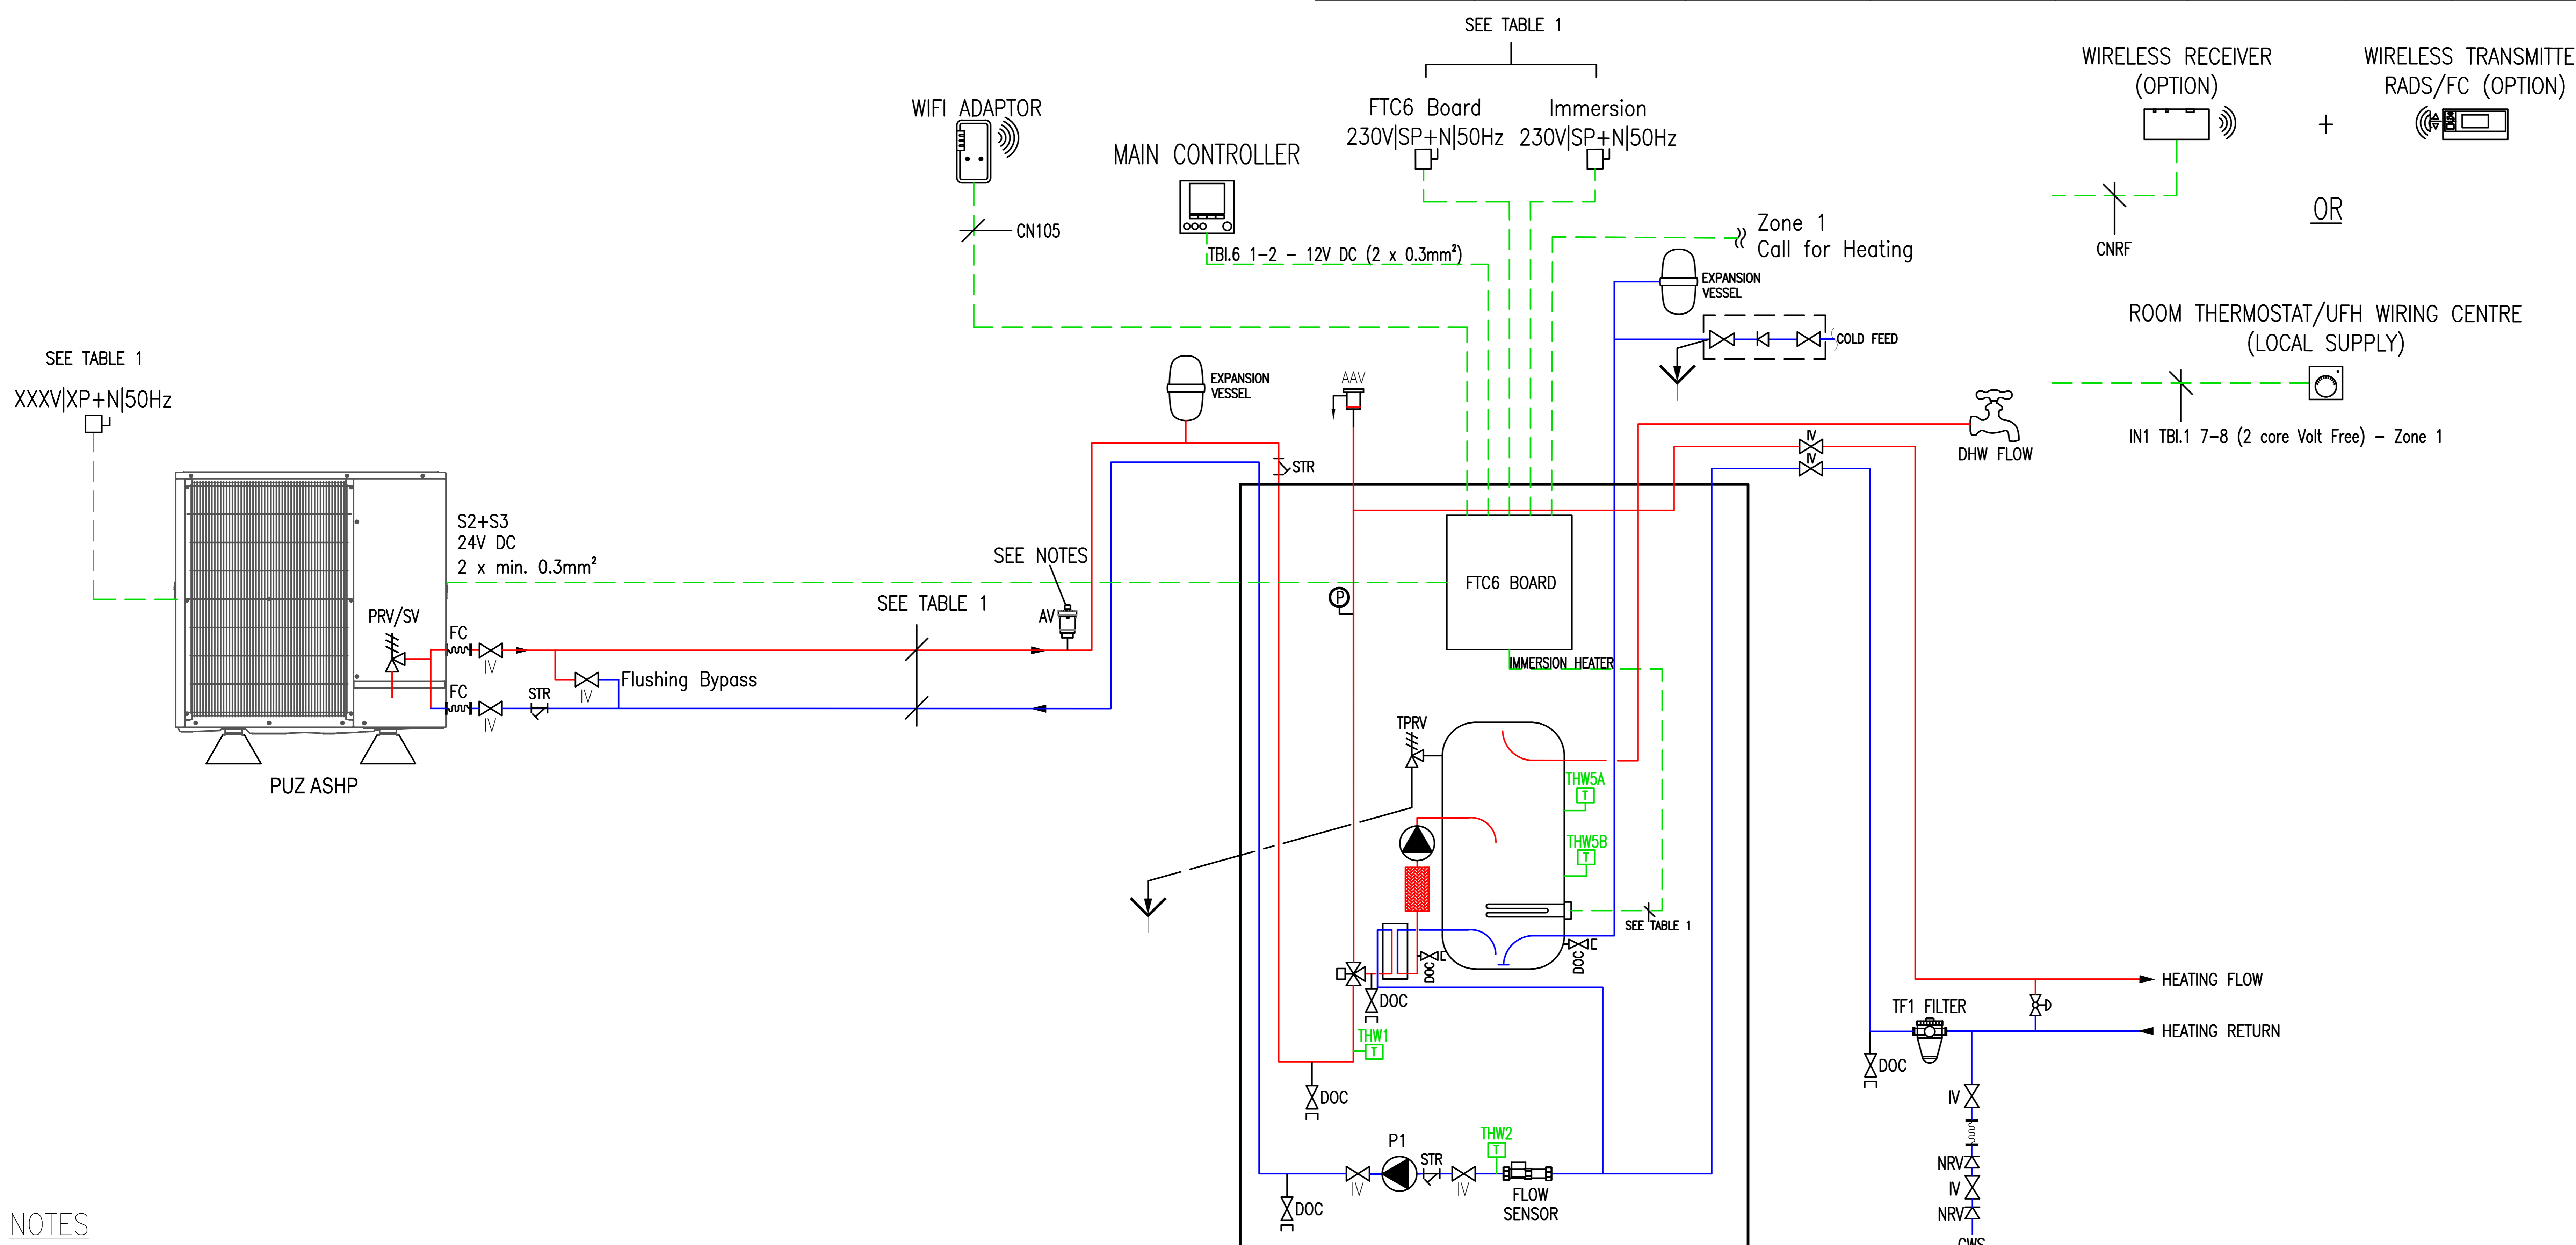 SEE TABLE 1
WIRELESS RECEIVER
(OPTION)
WIRELESS TRANSMITTE
RADS/FC (OPTION)
+
WIFI ADAPTOR
FTC6 Board
230V|SP+N|50Hz
Immersion
230V|SP+N|50Hz
MAIN CONTROLLER
CN105
TBI.6 1-2 - 12V DC (2 x 0.3mm²)
Zone 1
Call for Heating
CNRF
OR
EXPANSION
VESSEL
COLD FEED
ROOM THERMOSTAT/UFH WIRING CENTRE
(LOCAL SUPPLY)
IN1 TBI.1 7-8 (2 core Volt Free) - Zone 1
SEE TABLE 1
XXXV|XP+N|50Hz
EXPANSION
VESSEL
AAV
DHW FLOW
IV
IV
STR
S2+S3
24V DC
2 x min. 0.3mm²
SEE NOTES
AV
SEE TABLE 1
FTC6 BOARD
P
PRV/SV
FC
IV
Flushing Bypass
IV
FC
IV
STR
PUZ ASHP
IMMERSION HEATER
TPRV
THW5A
T
THW5B
T
SEE TABLE 1
DOC
DOC
DOC
THW1
T
DOC
HEATING FLOW
TF1 FILTER
HEATING RETURN
DOC
IV
P1
STR
THW2
T
IV
IV
FLOW
SENSOR
DOC
NRV
IV
NRV
CWS
NOTES